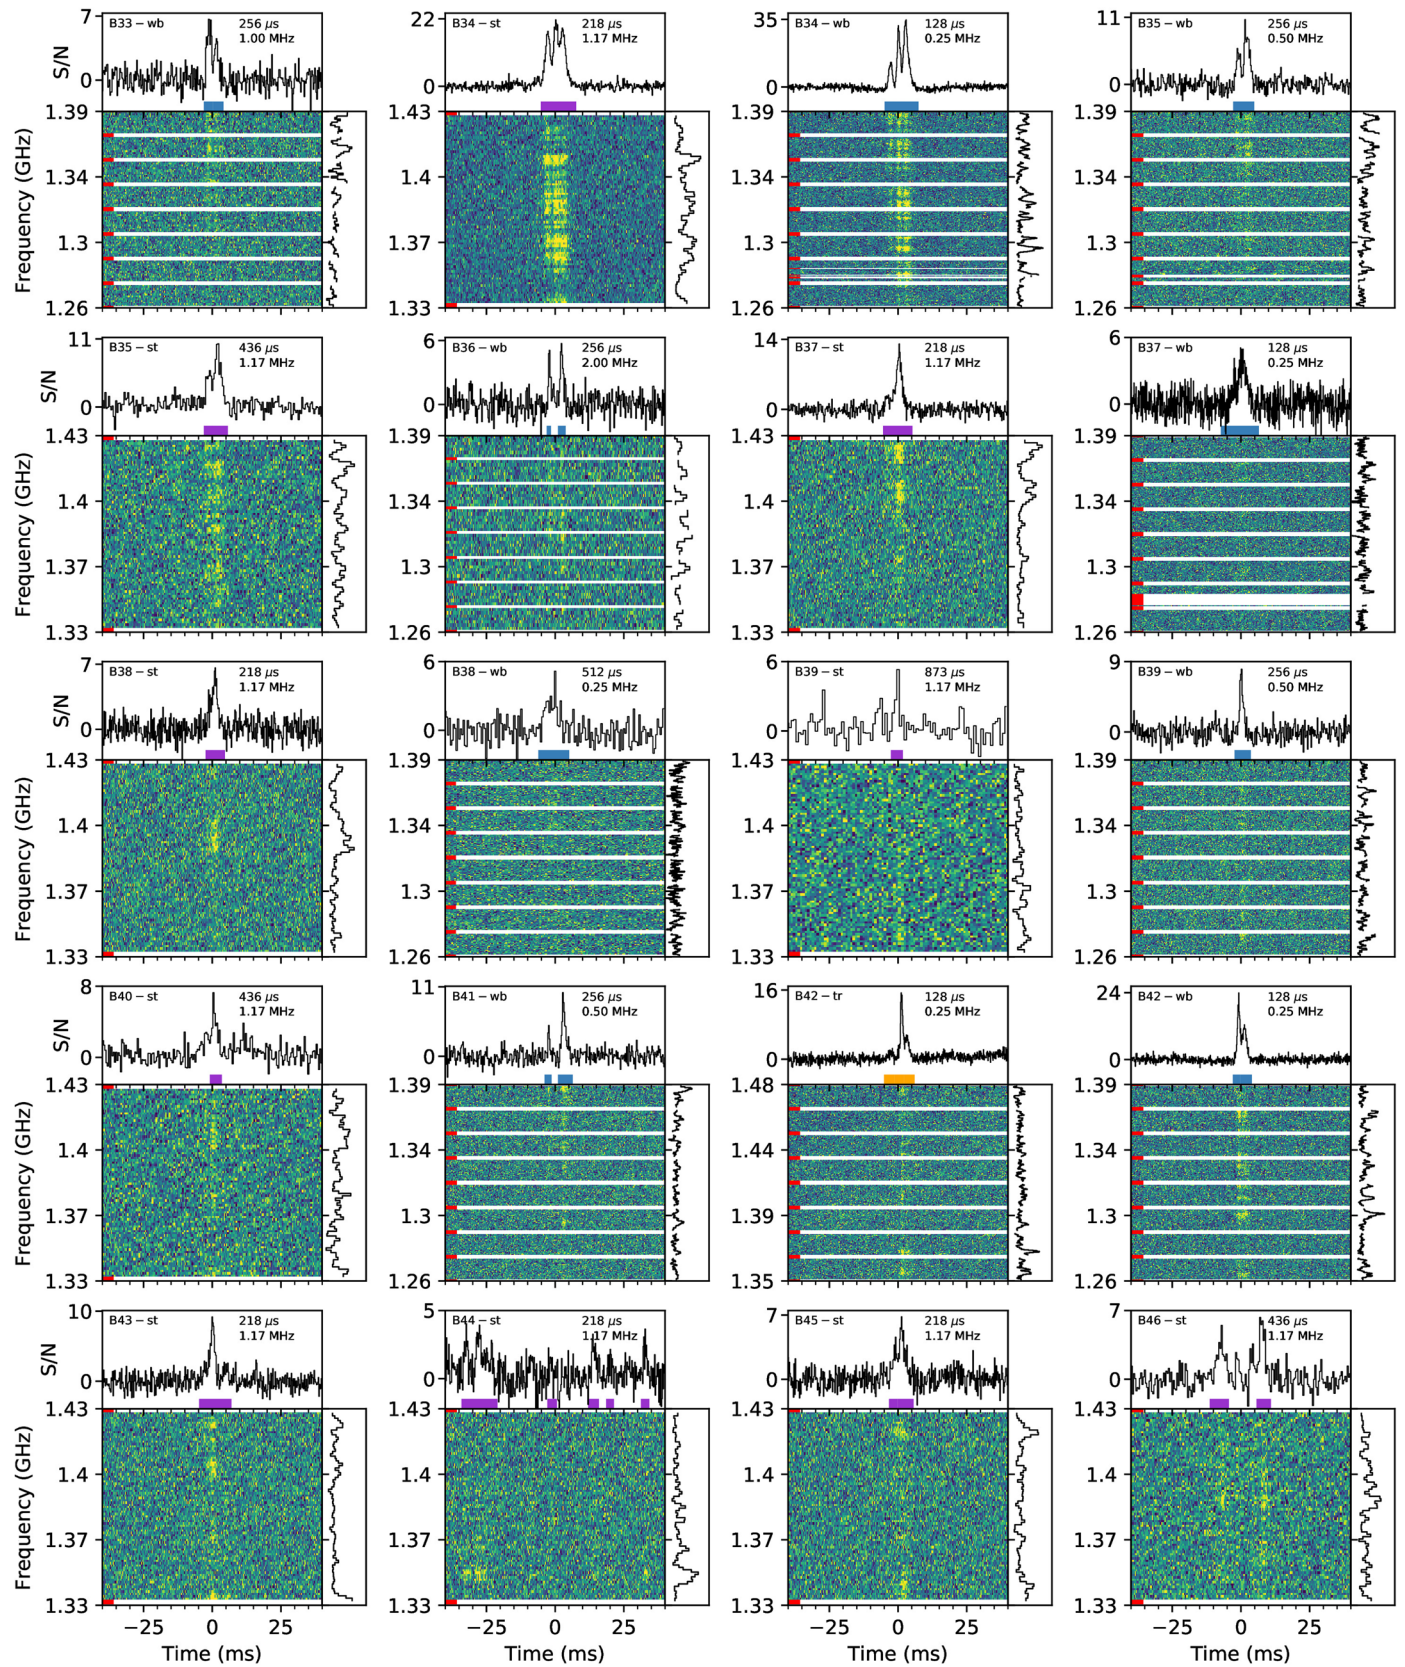 B33 – wb 256 μs
1.00 MHz
B34 – st 218 μs
1.17 MHz
B34 – wb 128 μs
0.25 MHz
B35 – wb 256 μs
0.50 MHz
7
0
22
0
35
0
11
0
S/N
1.39
1.34
1.3
1.26
1.43
1.4
1.37
1.33
1.39
1.34
1.3
1.26
1.39
1.34
1.3
1.26
Frequency (GHz)
B35 – st 436 μs
1.17 MHz
B36 – wb 256 μs
2.00 MHz
B37 – st 218 μs
1.17 MHz
B37 – wb 128 μs
0.25 MHz
11
0
6
0
14
0
6
0
S/N
1.43
1.4
1.37
1.33
1.39
1.34
1.3
1.26
1.43
1.4
1.37
1.33
1.39
1.34
1.3
1.26
Frequency (GHz)
B38 – st 218 μs
1.17 MHz
B38 – wb 512 μs
0.25 MHz
B39 – st 873 μs
1.17 MHz
B39 – wb 256 μs
0.50 MHz
7
0
6
0
6
0
9
0
S/N
1.43
1.4
1.37
1.33
1.39
1.34
1.3
1.26
1.43
1.4
1.37
1.33
1.39
1.34
1.3
1.26
Frequency (GHz)
B40 – st 436 μs
1.17 MHz
B41 – wb 256 μs
0.50 MHz
B42 – tr 128 μs
0.25 MHz
B42 – wb 128 μs
0.25 MHz
8
0
11
0
16
0
24
0
S/N
1.43
1.4
1.37
1.33
1.39
1.34
1.3
1.26
1.48
1.44
1.39
1.35
1.39
1.34
1.3
1.26
Frequency (GHz)
B43 – st 218 μs
1.17 MHz
B44 – st 218 μs
1.17 MHz
B45 – st 218 μs
1.17 MHz
B46 – st 436 μs
1.17 MHz
10
0
5
0
7
0
7
0
S/N
1.43
1.4
1.37
1.33
1.43
1.4
1.37
1.33
1.43
1.4
1.37
1.33
1.43
1.4
1.37
1.33
Frequency (GHz)
−25 0 25
−25 0 25
−25 0 25
−25 0 25
Time (ms)
Time (ms)
Time (ms)
Time (ms)